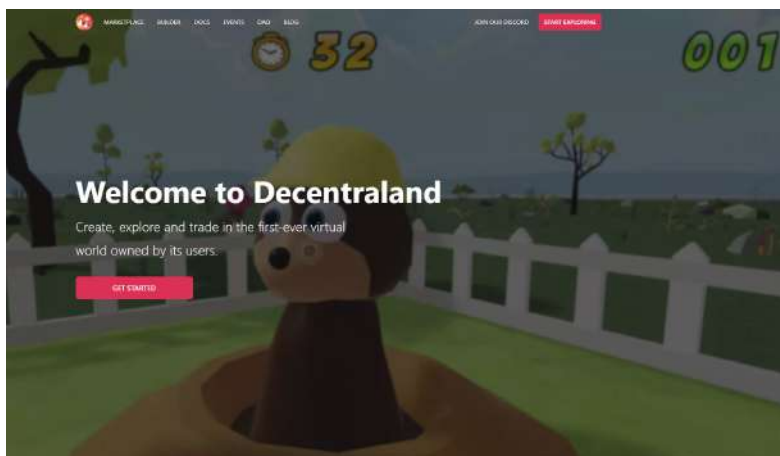 MARKETPLACE BUILDER DOCS EVENTS DAO BLOG JOIN OUR DISCORD START EXPLORING
32 001
Welcome to Decentraland
Create, explore and trade in the first-ever virtual
world owned by its users.
GET STARTED